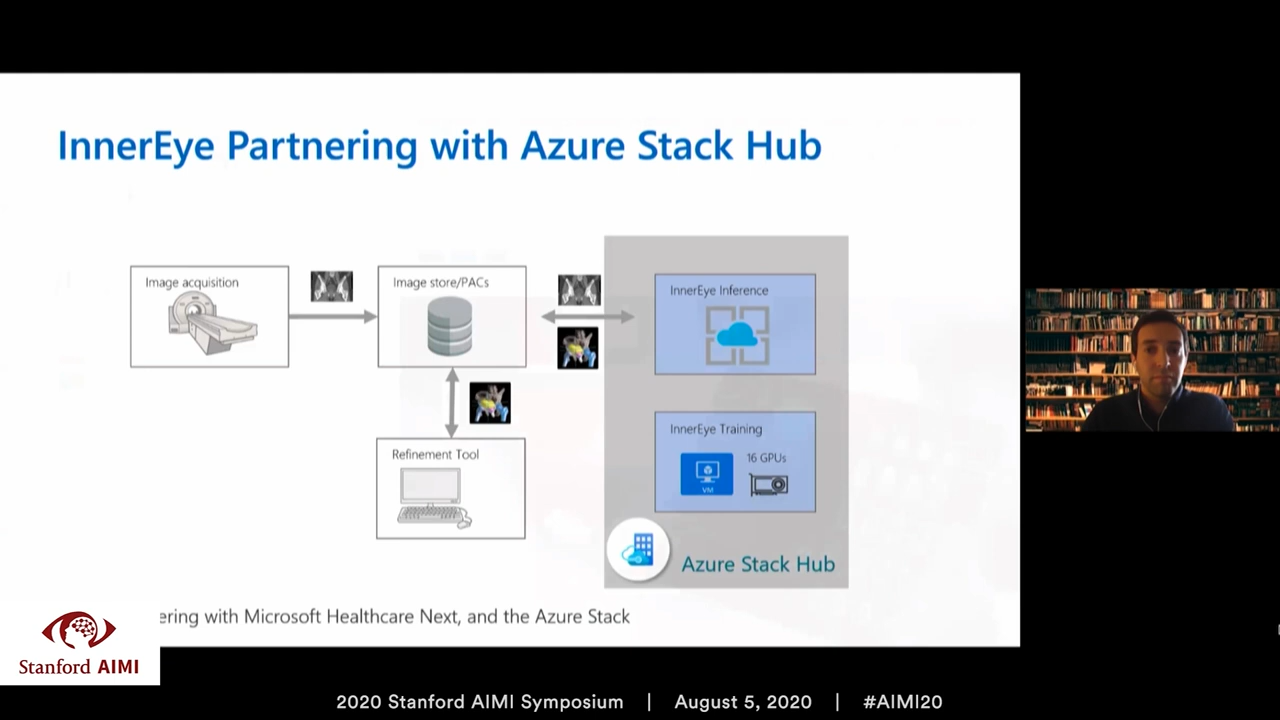 InnerEye Partnering with Azure Stack Hub
Image acquisition
Image store/PACs
InnerEye Inference
InnerEye Training
16 GPUs
VM
Refinement Tool
Azure Stack Hub
ering with Microsoft Healthcare Next, and the Azure Stack
Stanford AIMI
2020 Stanford AIMI Symposium | August 5, 2020 | #AIMI20